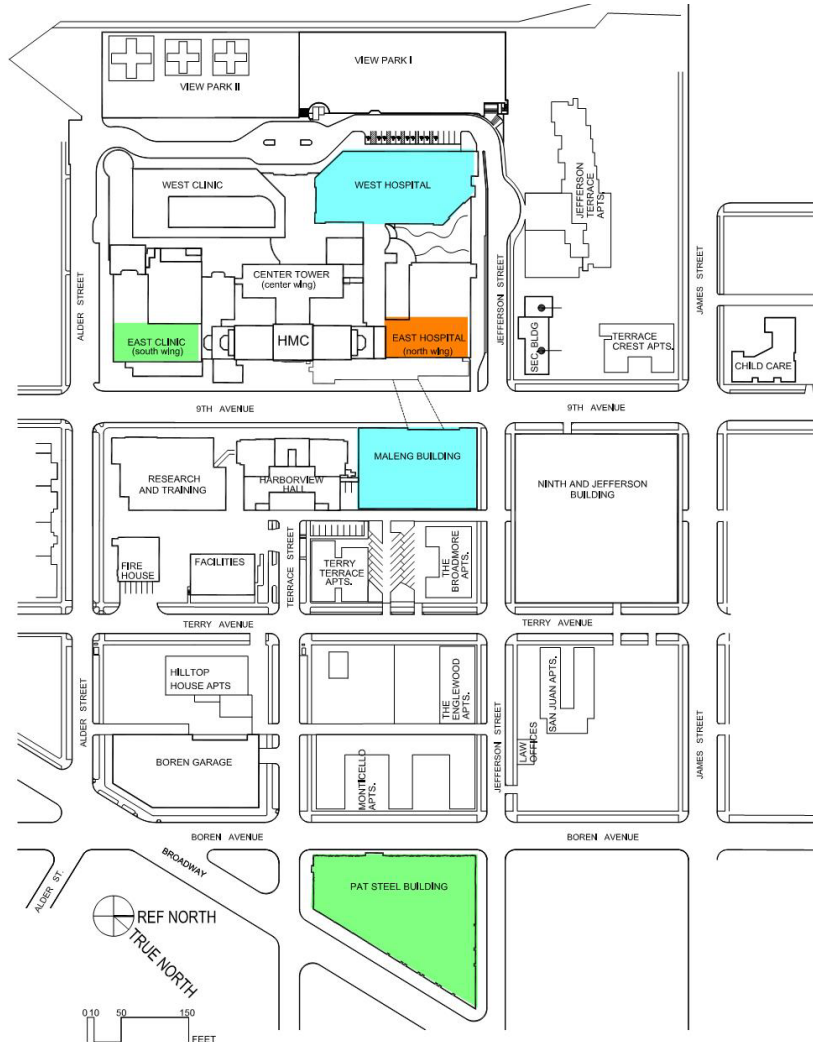 VIEW PARK I
VIEW PARK II
WEST CLINIC
WEST HOSPITAL
JEFFERSON
TERRACE
APTS.
ALDER STREET
CENTER TOWER
(center wing)
JEFFERSON STREET
JAMES STREET
EAST CLINIC
(south wing)
HMC
EAST HOSPITAL
(north wing)
SEC. BLDG
TERRACE
CREST APTS.
CHILD CARE
9TH AVENUE
9TH AVENUE
MALENG BUILDING
RESEARCH
AND TRAINING
HARBORVIEW
HALL
NINTH AND JEFFERSON
BUILDING
FIRE
HOUSE
FACILITIES
TERRACE STREET
TERRY
TERRACE
APTS.
THE
BROADMORE
APTS.
TERRY AVENUE
TERRY AVENUE
HILLTOP
HOUSE APTS
ALDER STREET
THE
ENGLEWOOD
APTS.
SAN JUAN APTS.
JEFFERSON STREET
LAW
OFFICES
JAMES STREET
BOREN GARAGE
MONTICELLO
APTS.
BOREN AVENUE
BOREN AVENUE
BROADWAY
ALDER ST.
PAT STEEL BUILDING
REF NORTH
TRUE NORTH
0 10 50 150
FEET